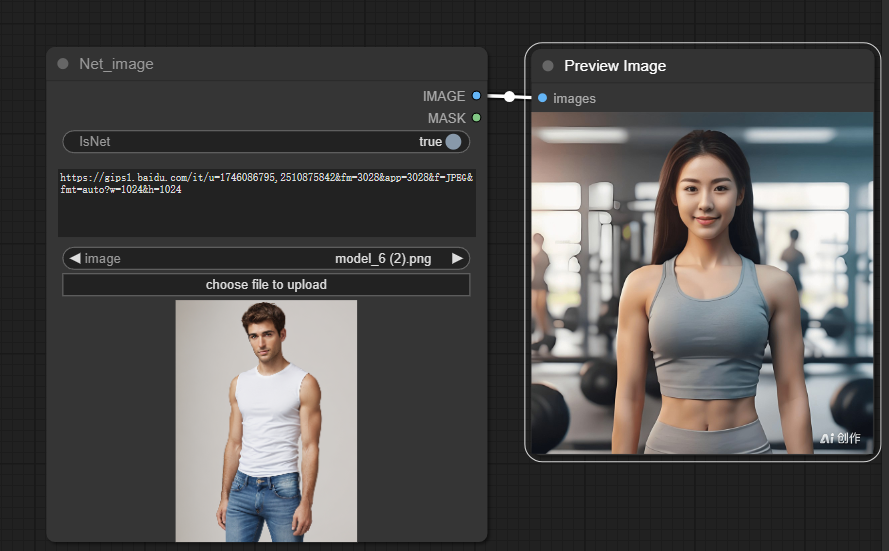 Net_image
IMAGE
MASK
IsNet
true
https://gips1.baidu.com/it/u=1746086795,2510875842&fm=3028&app=3028&f=JPEG&
fmt=auto?w=1024&h=1024
image
model_6 (2).png
choose file to upload
Preview Image
images
Ai 创作